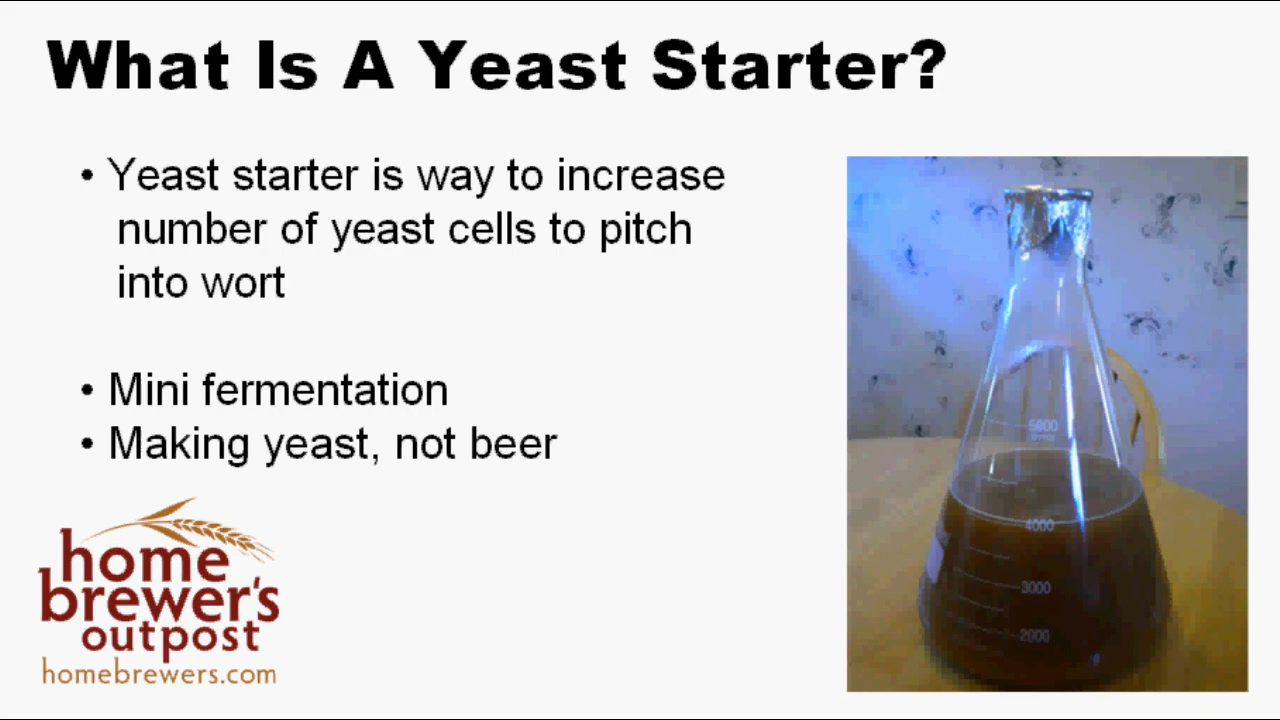 What Is A Yeast Starter?
• Yeast starter is way to increase
number of yeast cells to pitch
into wort
• Mini fermentation
• Making yeast, not beer
home
brewer's
outpost
homebrewers.com
5000
4000
3000
2000